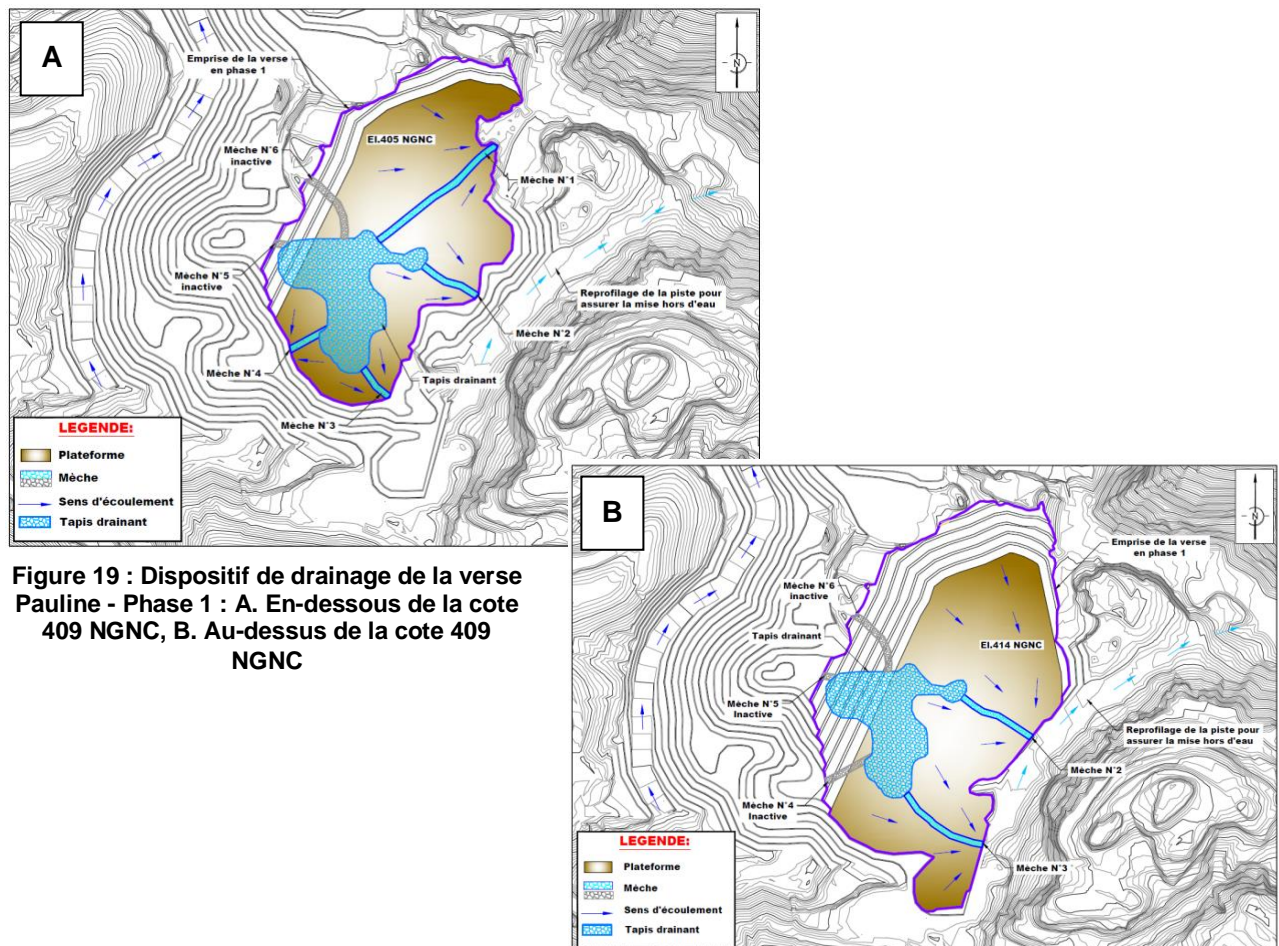 A
N
Emprise de la verse
en phase 1
El.405 NGNC
Mèche N°6
inactive
Mèche N°1
Mèche N°5
inactive
Reprofilage de la piste pour
assurer la mise hors d'eau
Mèche N°2
Mèche N°4
Tapis drainant
Mèche N°3
LEGENDE:
Plateforme
Mèche
Sens d'écoulement
Tapis drainant
Figure 19 : Dispositif de drainage de la verse
Pauline - Phase 1 : A. En-dessous de la cote
409 NGNC, B. Au-dessus de la cote 409
NGNC
B
N
Emprise de la verse
en phase 1
Mèche N°6
inactive
Tapis drainant
El.414 NGNC
Mèche N°5
Inactive
Reprofilage de la piste pour
assurer la mise hors d'eau
Mèche N°2
Mèche N°4
Inactive
Mèche N°3
LEGENDE:
Plateforme
Mèche
Sens d'écoulement
Tapis drainant